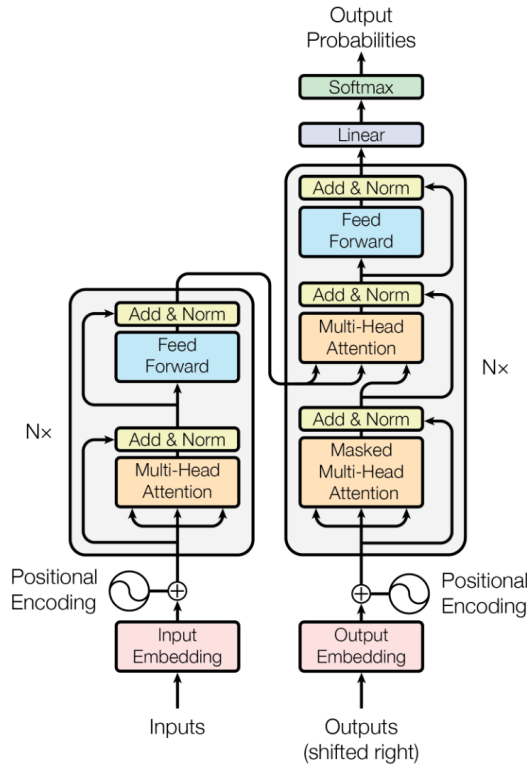 Output
Probabilities
Softmax
Linear
Add & Norm
Feed
Forward
Add & Norm
Multi-Head
Attention
Add & Norm
Masked
Multi-Head
Attention
N×
Add & Norm
Feed
Forward
Add & Norm
Multi-Head
Attention
N×
Positional
Encoding
Positional
Encoding
Input
Embedding
Output
Embedding
Inputs
Outputs
(shifted right)